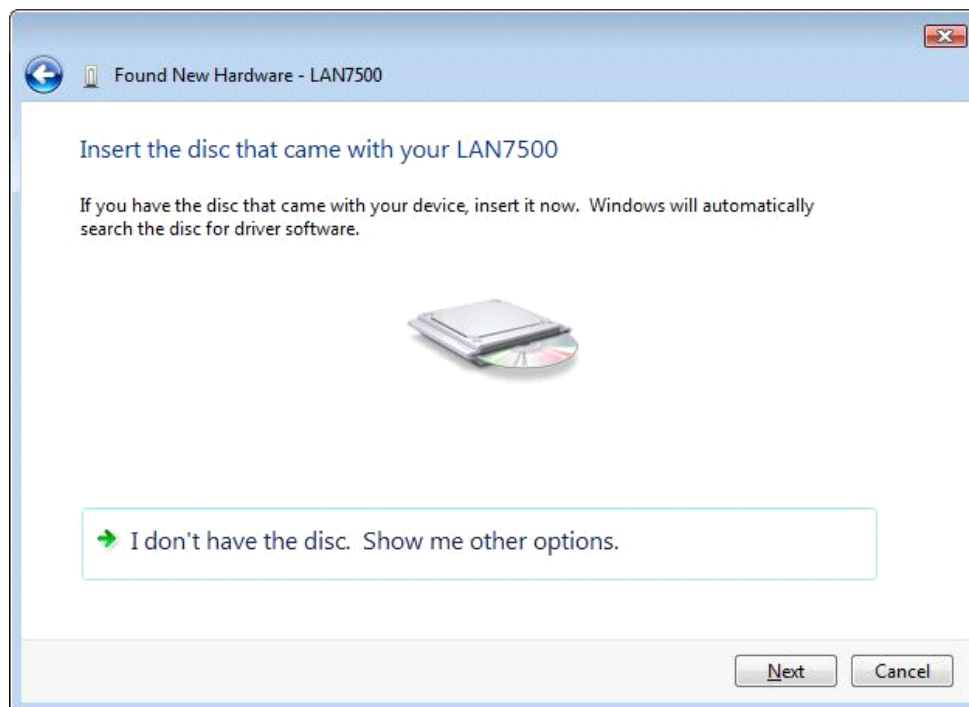 Found New Hardware - LAN7500
Insert the disc that came with your LAN7500
If you have the disc that came with your device, insert it now.  Windows will automatically
search the disc for driver software.
I don't have the disc.  Show me other options.
Next
Cancel